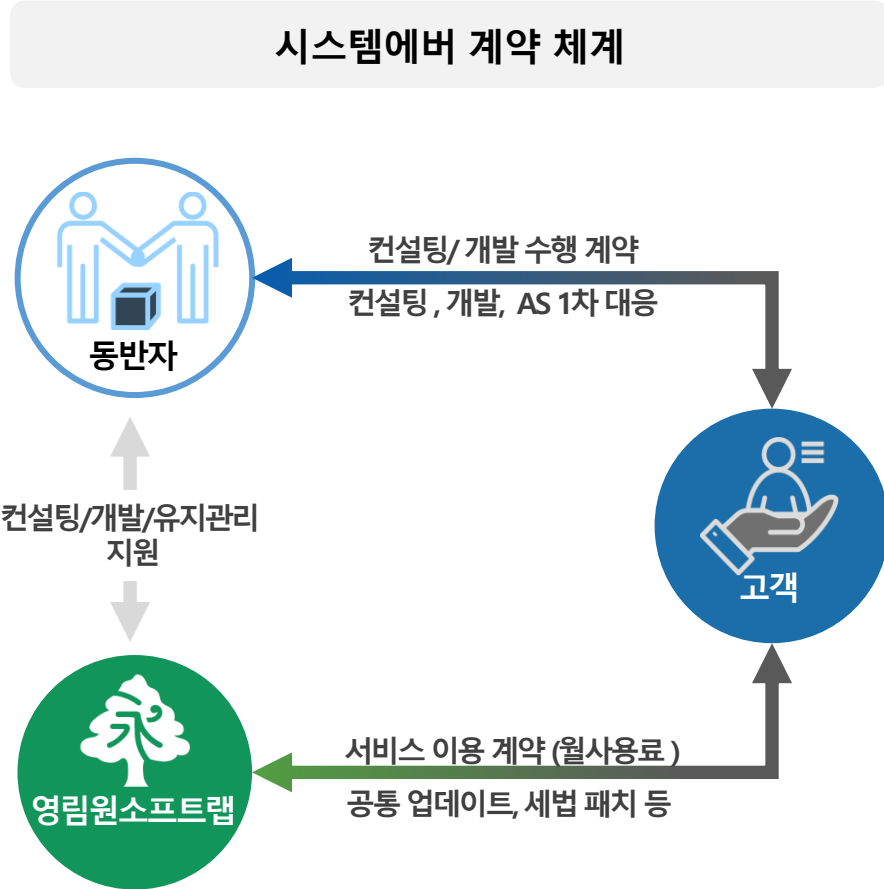 시스템에버 계약 체계
컨설팅/ 개발 수행 계약
컨설팅 , 개발, AS 1차 대응
동반자
컨설팅/개발/유지관리
지원
고객
영림원소프트랩
서비스 이용 계약 (월사용료 )
공통 업데이트, 세법 패치 등